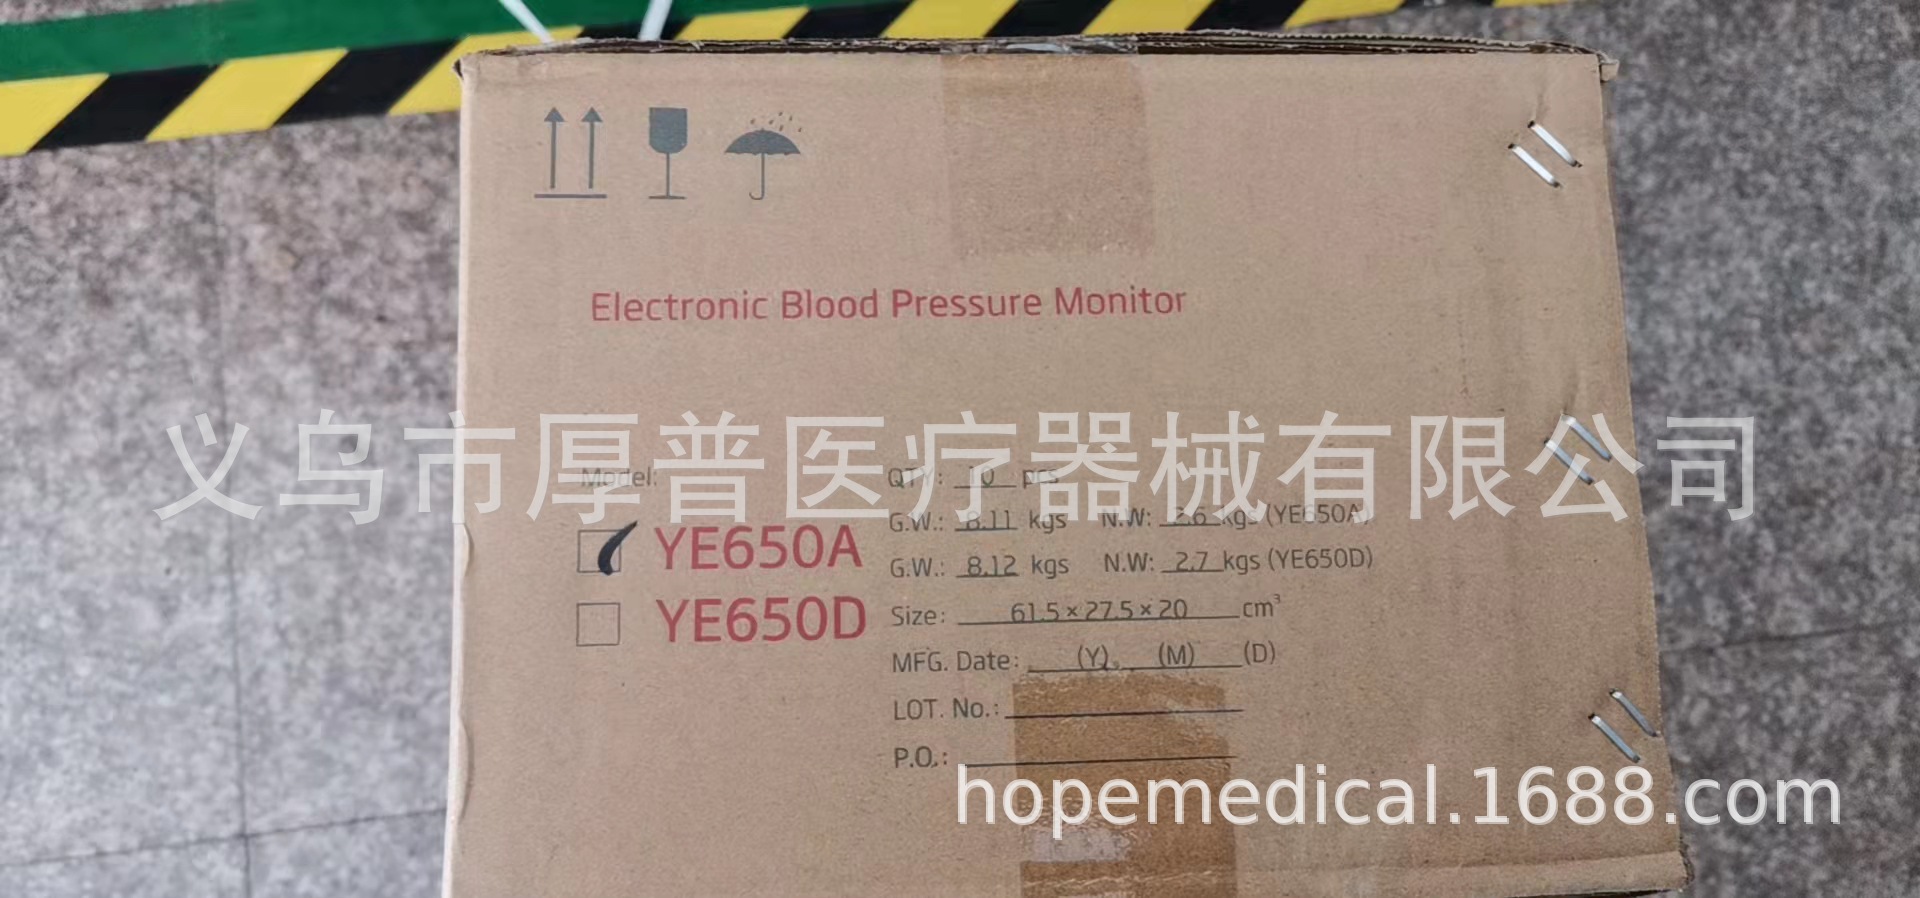 Electronic Blood Pressure Monitor
义乌市厚普医疗器械有限公司
Model:
QTY: 10 pcs
YE650A
G.W.: 8.11 kgs N.W: 2.6 kgs (YE650A)
G.W.: 8.12 kgs N.W: 2.7 kgs (YE650D)
YE650D
Size: 61.5×27.5×20 cm³
MFG. Date: (Y) (M) (D)
LOT. No.:
P.O.:
hopemedical.1688.com